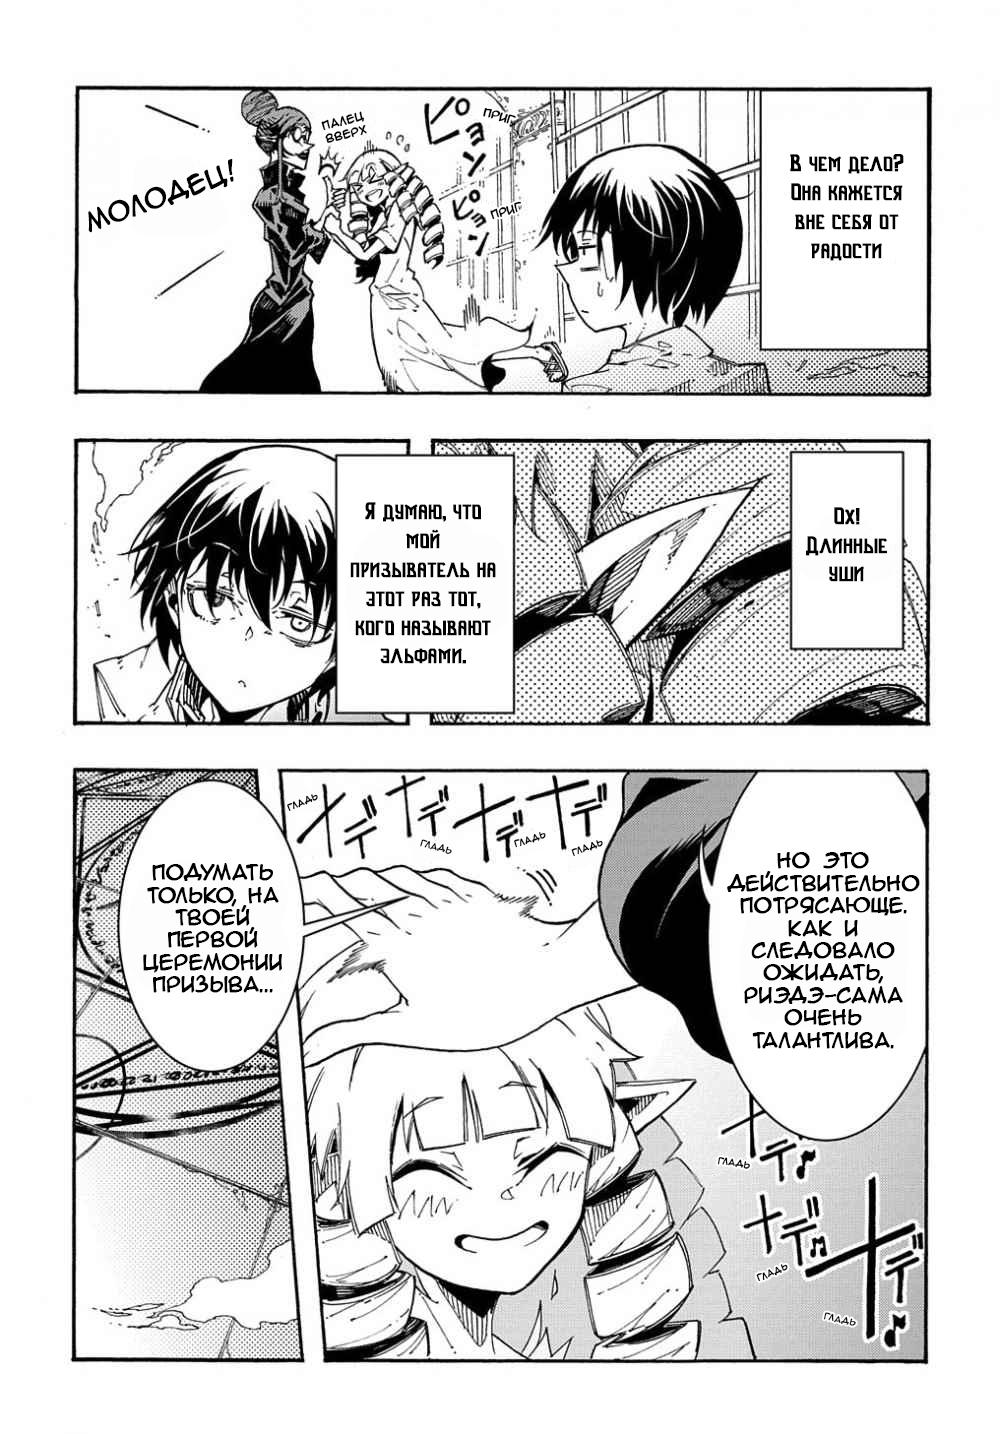 В ЧЕМ ДЕЛО?
ОНА КАЖЕТСЯ
ВНЕ СЕБЯ ОТ
РАДОСТИ
ПРИГ
ピョン
ПРИГ
ピョン
ПАЛЕЦ
ВВЕРХ
МОЛОДЕЦ!
ОХ!
ДЛИННЫЕ
УШИ
Я ДУМАЮ, ЧТО
МОЙ
ПРИЗЫВАТЕЛЬ НА
ЭТОТ РАЗ ТОТ,
КОГО НАЗЫВАЮТ
ЭЛЬФАМИ.
НО ЭТО
ДЕЙСТВИТЕЛЬНО
ПОТРЯСАЮЩЕ.
КАК И
СЛЕДОВАЛО
ОЖИДАТЬ,
РИЭДЭ-САМА
ОЧЕНЬ
ТАЛАНТЛИВА.
ナデ
ГЛАДЬ
ナデ
ГЛАДЬ
ナデ
ГЛАДЬ
ナデ
ГЛАДЬ
ПОДУМАТЬ
ТОЛЬКО, НА
ТВОЕЙ
ПЕРВОЙ
ЦЕРЕМОНИИ
ПРИЗЫВА...
ナデ♪
ГЛАДЬ
ナデ♫
ГЛАДЬ
ナデ♪
ГЛАДЬ